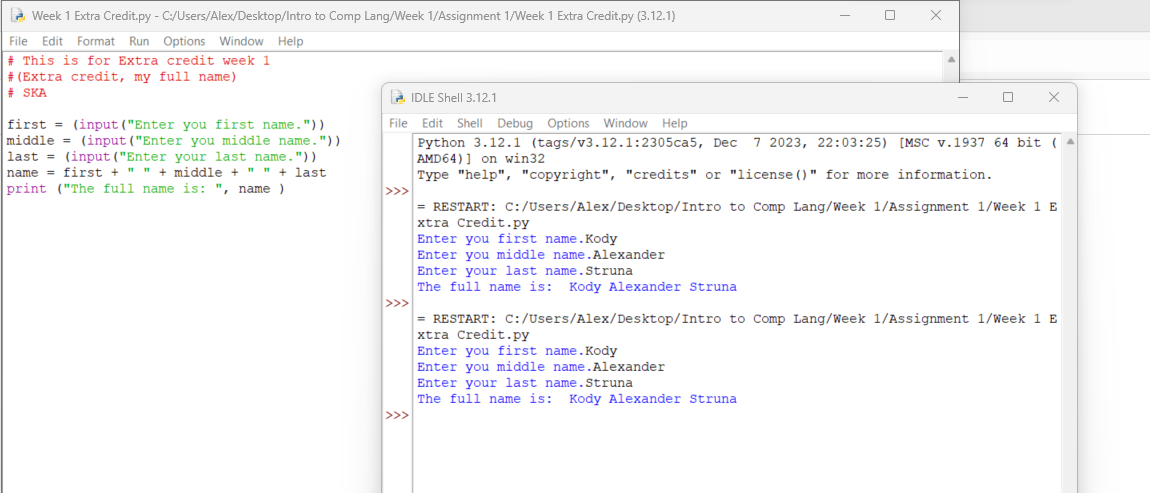 Week 1 Extra Credit.py - C:/Users/Alex/Desktop/Intro to Comp Lang/Week 1/Assignment 1/Week 1 Extra Credit.py (3.12.1)
File Edit Format Run Options Window Help
# This is for Extra credit week 1
#(Extra credit, my full name)
# SKA
first = (input("Enter you first name."))
middle = (input("Enter you middle name."))
last = (input("Enter your last name."))
name = first + " " + middle + " " + last
print ("The full name is: ", name )
IDLE Shell 3.12.1
File Edit Shell Debug Options Window Help
Python 3.12.1 (tags/v3.12.1:2305ca5, Dec  7 2023, 22:03:25) [MSC v.1937 64 bit (
AMD64)] on win32
Type "help", "copyright", "credits" or "license()" for more information.
>>>
= RESTART: C:/Users/Alex/Desktop/Intro to Comp Lang/Week 1/Assignment 1/Week 1 E
xtra Credit.py
Enter you first name.Kody
Enter you middle name.Alexander
Enter your last name.Struna
The full name is:  Kody Alexander Struna
>>>
= RESTART: C:/Users/Alex/Desktop/Intro to Comp Lang/Week 1/Assignment 1/Week 1 E
xtra Credit.py
Enter you first name.Kody
Enter you middle name.Alexander
Enter your last name.Struna
The full name is:  Kody Alexander Struna
>>>